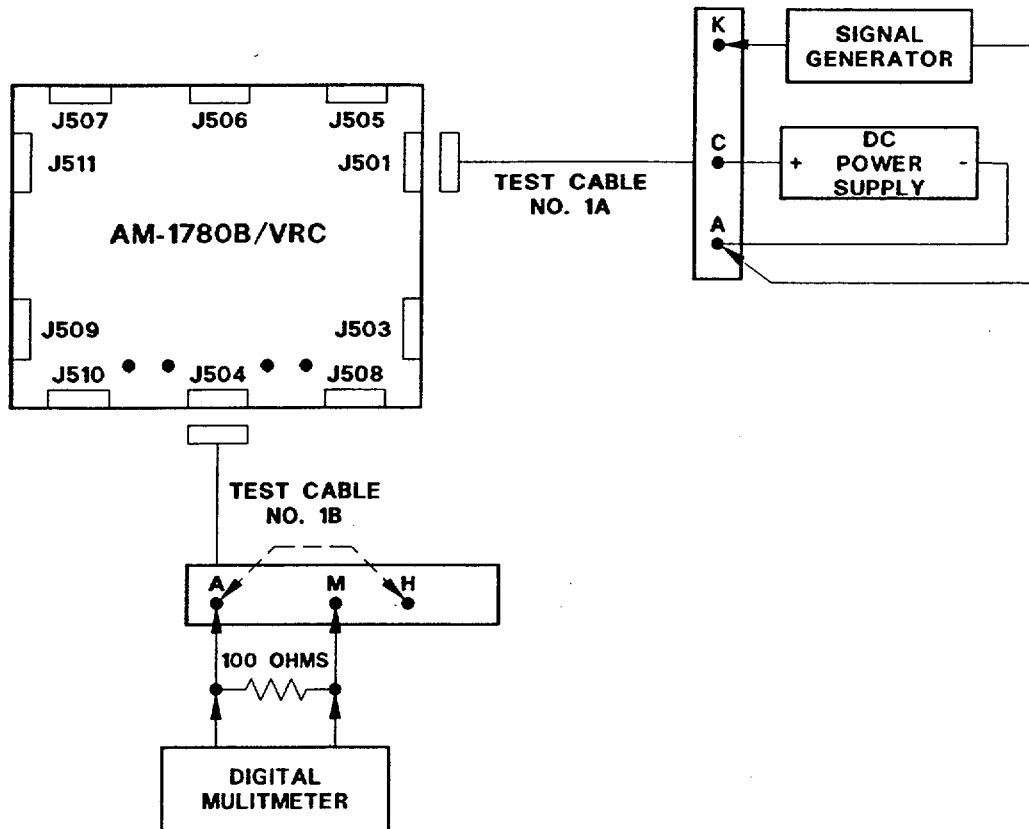 K
SIGNAL
GENERATOR
J507
J506
J505
J511
J501
C
+
DC
POWER
SUPPLY
-
TEST CABLE
NO. 1A
A
AM-1780B/VRC
J509
J503
J510
J504
J508
TEST CABLE
NO. 1B
A
M
H
100 OHMS
DIGITAL
MULITMETER